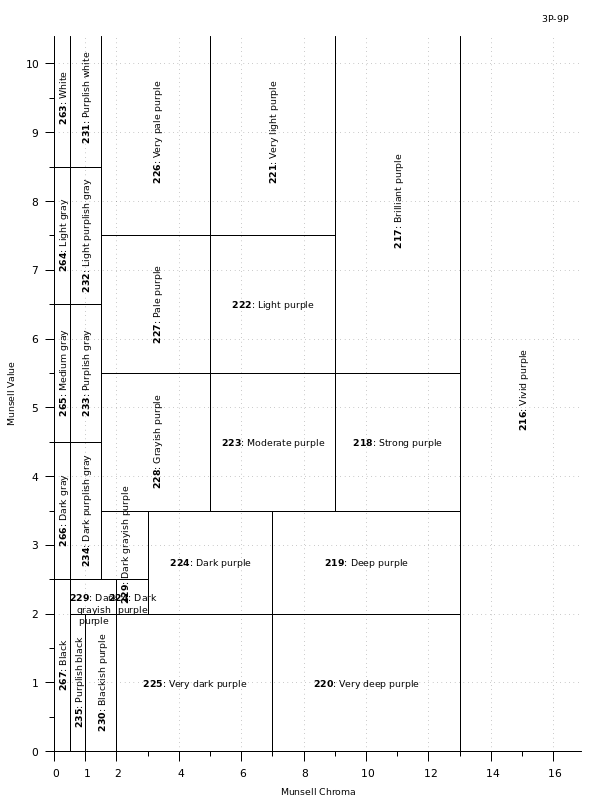 3P-9P
10
9
8
7
6
5
4
3
2
1
0
Munsell Value
263: White
231: Purplish white
226: Very pale purple
221: Very light purple
217: Brilliant purple
264: Light gray
232: Light purplish gray
227: Pale purple
222: Light purple
265: Medium gray
233: Purplish gray
228: Grayish purple
223: Moderate purple
218: Strong purple
216: Vivid purple
266: Dark gray
234: Dark purplish gray
229: Dark grayish purple
224: Dark purple
219: Deep purple
229: Dark
grayish
purple
224: Dark
purple
267: Black
235: Purplish black
230: Blackish purple
225: Very dark purple
220: Very deep purple
0 1 2 4 6 8 10 12 14 16
Munsell Chroma